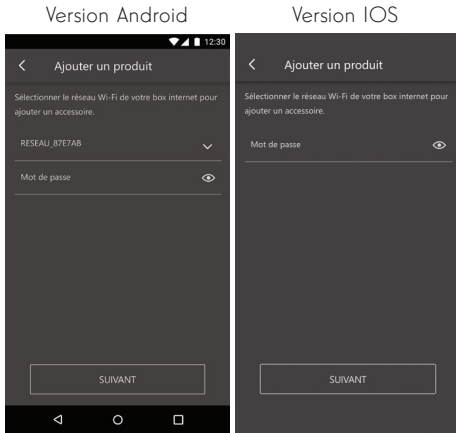 Version Android
12:30
Ajouter un produit
Sélectionner le réseau Wi-Fi de votre box internet pour
ajouter un accessoire.
RESEAU_87E7AB
Mot de passe
SUIVANT
Version IOS
Ajouter un produit
Sélectionner le réseau Wi-Fi de votre box internet pour
ajouter un accessoire.
Mot de passe
SUIVANT